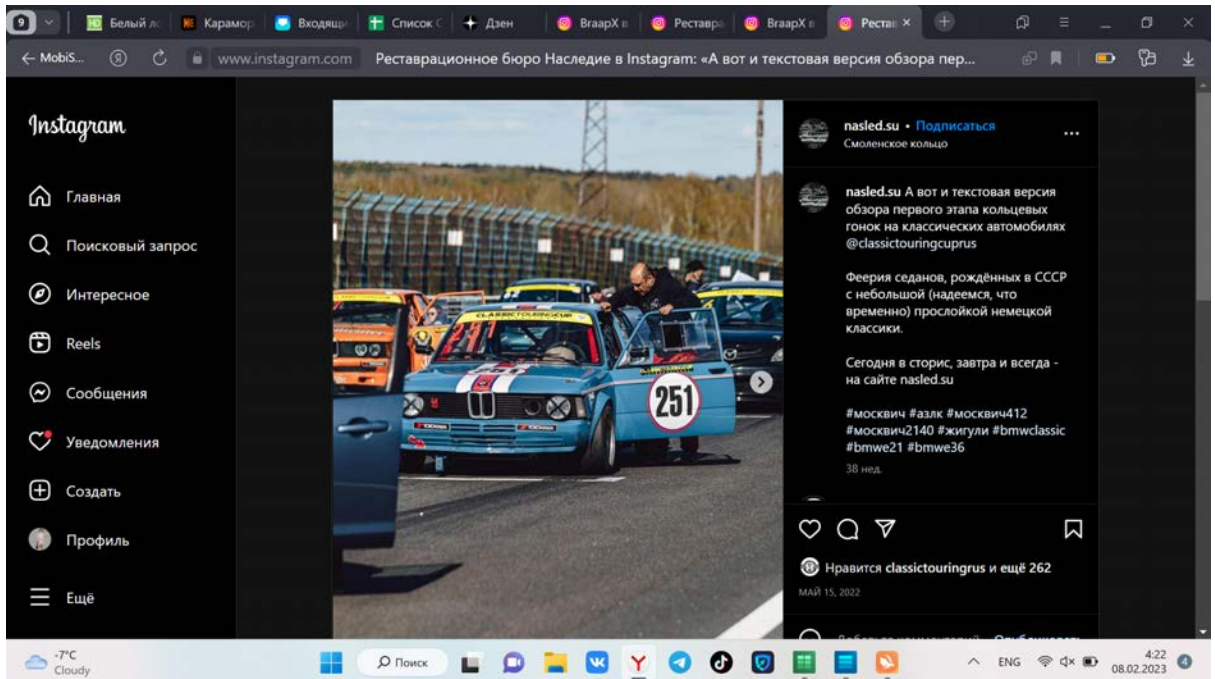 9
Белый ло
Карамор
Входящи
Список С
Дзен
BraapX в
Реставра
BraapX в
Рестав
← MobiS...
www.instagram.com
Реставрационное бюро Наследие в Instagram: «А вот и текстовая версия обзора пер...
Instagram
Главная
Поисковый запрос
Интересное
Reels
Сообщения
Уведомления
Создать
Профиль
Ещё
CLASSICTOURINGCUP
251
nasled.su • Подписаться
Смоленское кольцо
nasled.su А вот и текстовая версия
обзора первого этапа кольцевых
гонок на классических автомобилях
@classictouringcuprus
Феерия седанов, рождённых в СССР
с небольшой (надеемся, что
временно) прослойкой немецкой
классики.
Сегодня в сторис, завтра и всегда -
на сайте nasled.su
#москвич #азлк #москвич412
#москвич2140 #жигули #bmwclassic
#bmwe21 #bmwe36
38 нед.
Нравится classictouringrus и ещё 262
МАЙ 15, 2022
-7°C
Cloudy
Поиск
ENG
4:22
08.02.2023
4